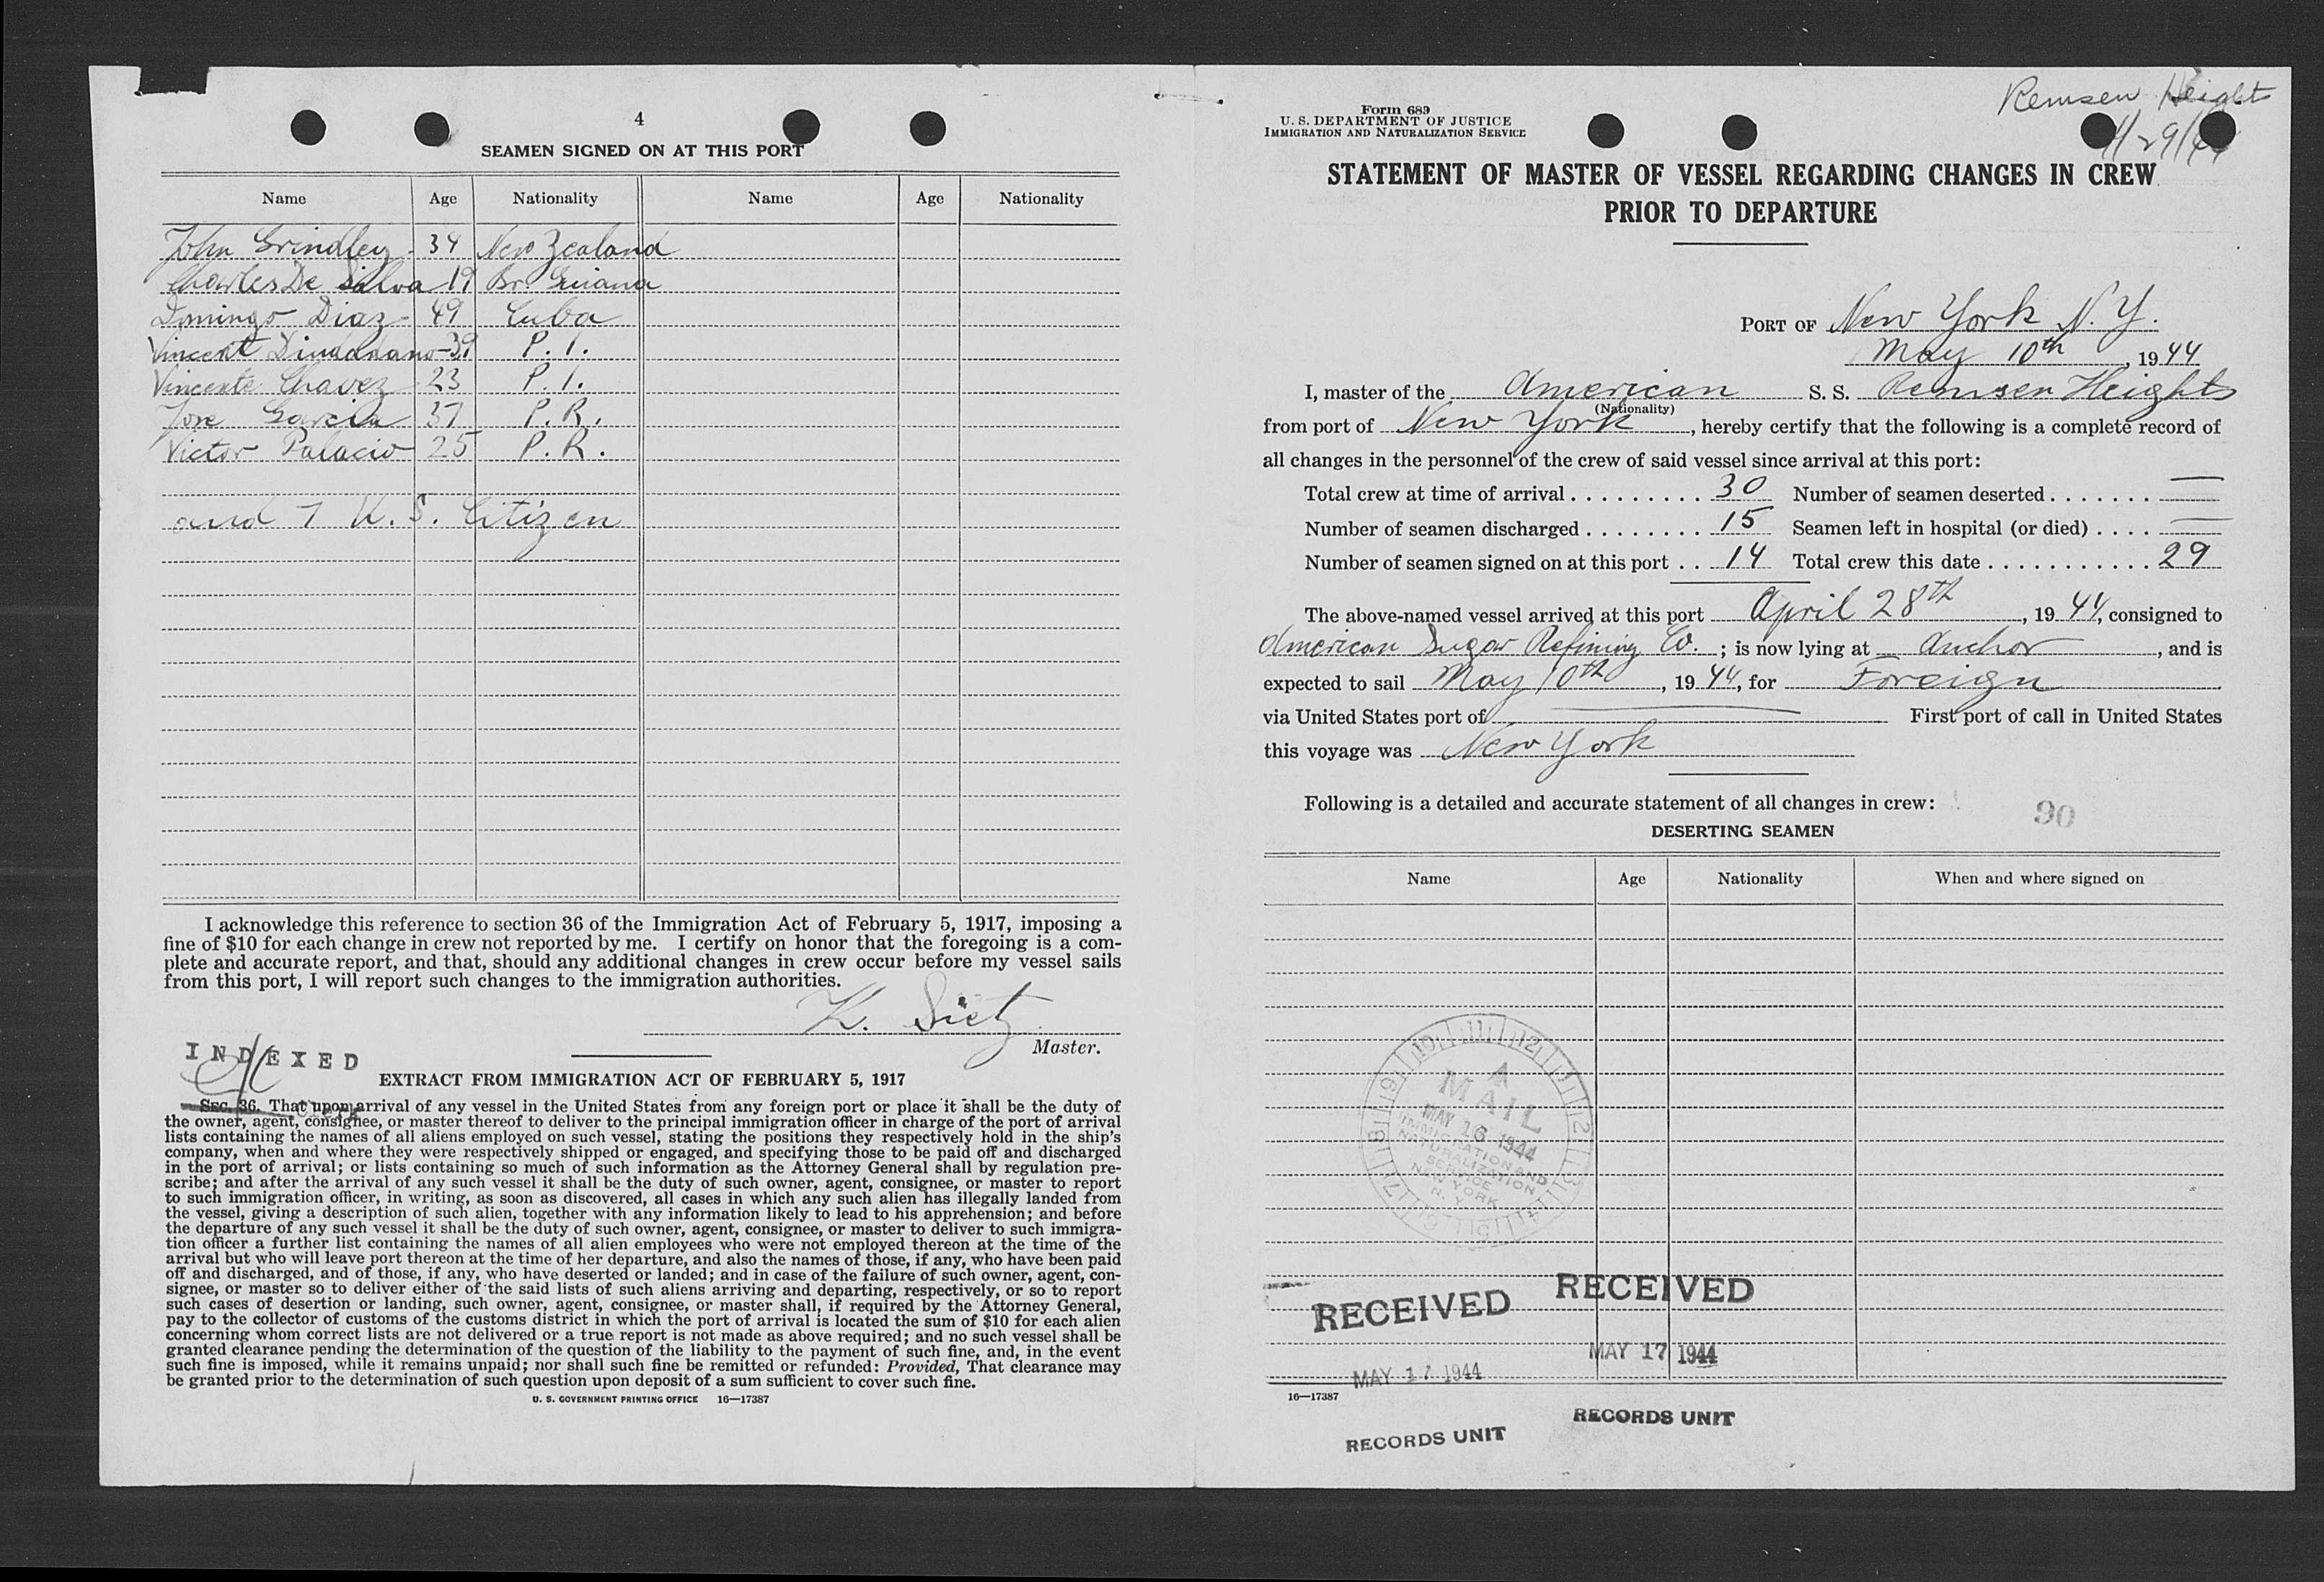 4
SEAMEN SIGNED ON AT THIS PORT
Name Age Nationality Name Age Nationality
John Grindley 34 New Zealand
Charles De Silva 19 Br. Guiana
Domingo Diaz 49 Cuba
Vincent 39 P. I.
Vincente Chavez 23 P. I.
Jose Garcia 37 P. R.
Victor Palacio 25 P. R.
and 7 U. S. Citizen
I acknowledge this reference to section 36 of the Immigration Act of February 5, 1917, imposing a
fine of $10 for each change in crew not reported by me. I certify on honor that the foregoing is a com-
plete and accurate report, and that, should any additional changes in crew occur before my vessel sails
from this port, I will report such changes to the immigration authorities.
K. Sietz
Master.
INDEXED
EXTRACT FROM IMMIGRATION ACT OF FEBRUARY 5, 1917
SEC. 36. That upon arrival of any vessel in the United States from any foreign port or place it shall be the duty of
the owner, agent, consignee, or master thereof to deliver to the principal immigration officer in charge of the port of arrival
lists containing the names of all aliens employed on such vessel, stating the positions they respectively hold in the ship's
company, when and where they were respectively shipped or engaged, and specifying those to be paid off and discharged
in the port of arrival; or lists containing so much of such information as the Attorney General shall by regulation pre-
scribe; and after the arrival of any such vessel it shall be the duty of such owner, agent, consignee, or master to report
to such immigration officer, in writing, as soon as discovered, all cases in which any such alien has illegally landed from
the vessel, giving a description of such alien, together with any information likely to lead to his apprehension; and before
the departure of any such vessel it shall be the duty of such owner, agent, consignee, or master to deliver to such immigra-
tion officer a further list containing the names of all alien employees who were not employed thereon at the time of the
arrival but who will leave port thereon at the time of her departure, and also the names of those, if any, who have been paid
off and discharged, and of those, if any, who have deserted or landed; and in case of the failure of such owner, agent, con-
signee, or master so to deliver either of the said lists of such aliens arriving and departing, respectively, or so to report
such cases of desertion or landing, such owner, agent, consignee, or master shall, if required by the Attorney General,
pay to the collector of customs of the customs district in which the port of arrival is located the sum of $10 for each alien
concerning whom correct lists are not delivered or a true report is not made as above required; and no such vessel shall be
granted clearance pending the determination of the question of the liability to the payment of such fine, and, in the event
such fine is imposed, while it remains unpaid; nor shall such fine be remitted or refunded: Provided, That clearance may
be granted prior to the determination of such question upon deposit of a sum sufficient to cover such fine.
U. S. GOVERNMENT PRINTING OFFICE 16—17387
Remsen Heights
Form 689
U. S. DEPARTMENT OF JUSTICE
IMMIGRATION AND NATURALIZATION SERVICE
STATEMENT OF MASTER OF VESSEL REGARDING CHANGES IN CREW
PRIOR TO DEPARTURE
PORT OF New York N. Y.
May 10th, 1944
I, master of the American S. S. Remsen Heights
(Nationality)
from port of New York, hereby certify that the following is a complete record of
all changes in the personnel of the crew of said vessel since arrival at this port:
Total crew at time of arrival 30 Number of seamen deserted —
Number of seamen discharged 15 Seamen left in hospital (or died) —
Number of seamen signed on at this port 14 Total crew this date 29
The above-named vessel arrived at this port April 28th, 1944, consigned to
American Sugar Refining Co.; is now lying at Anchor, and is
expected to sail May 10th, 1944, for Foreign
via United States port of — First port of call in United States
this voyage was New York
Following is a detailed and accurate statement of all changes in crew:
90
DESERTING SEAMEN
Name Age Nationality When and where signed on
10 11 12 1 2 3 4 5 6 7 8 9
A
MAIL
MAY 16 1944
IMMIGRATION AND
NATURALIZATION
SERVICE
NEW YORK
N. Y.
RECEIVED RECEIVED
MAY 17 1944 MAY 17 1944
16—17387
RECORDS UNIT RECORDS UNIT